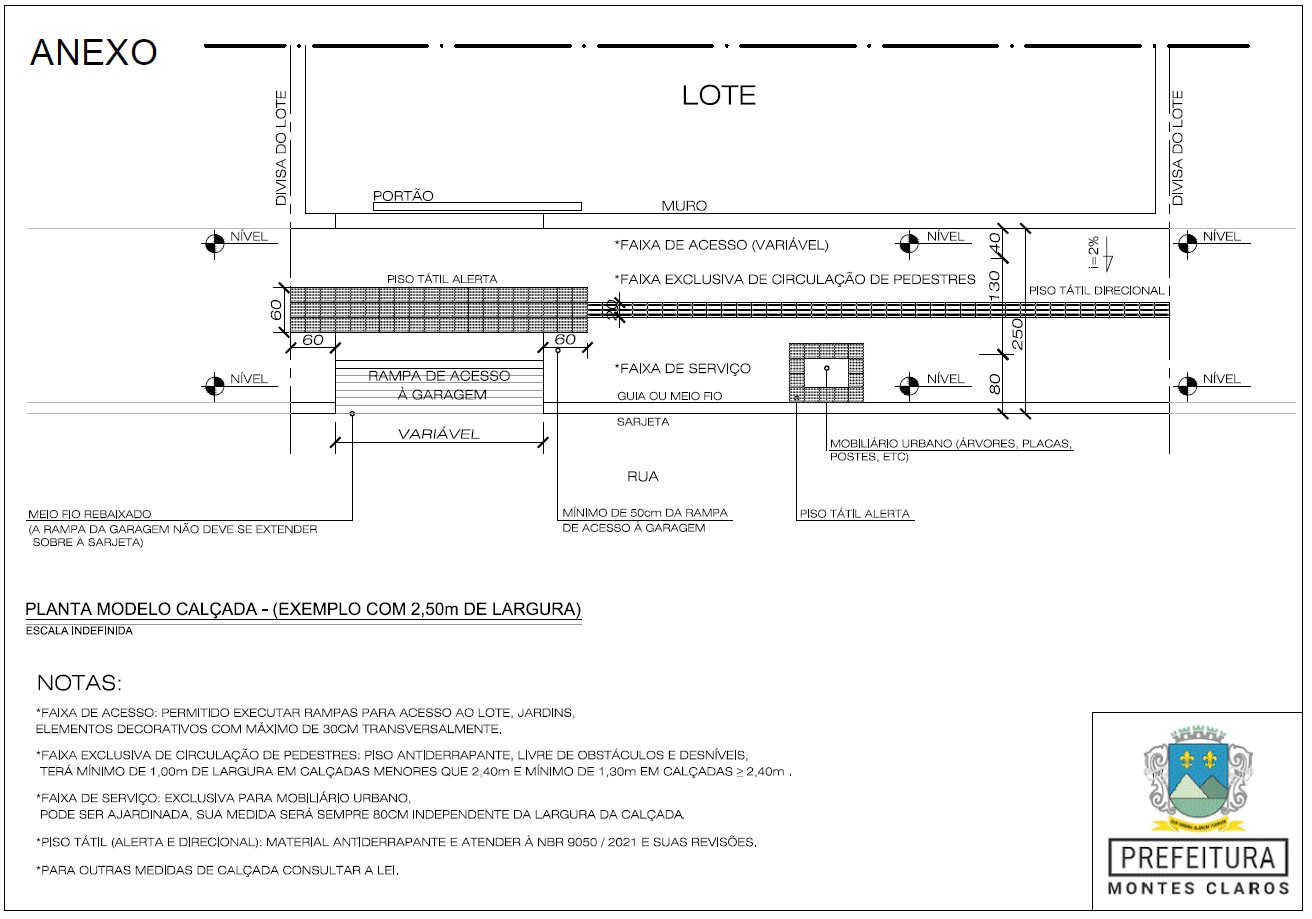 ANEXO
LOTE
DIVISA DO LOTE
DIVISA DO LOTE
PORTÃO
MURO
NÍVEL
*FAIXA DE ACESSO (VARIÁVEL)
NÍVEL
40
i=2%
NÍVEL
PISO TÁTIL ALERTA
*FAIXA EXCLUSIVA DE CIRCULAÇÃO DE PEDESTRES
130
PISO TÁTIL DIRECIONAL
60
20
250
60
60
NÍVEL
RAMPA DE ACESSO
À GARAGEM
*FAIXA DE SERVIÇO
NÍVEL
80
NÍVEL
GUIA OU MEIO FIO
SARJETA
VARIÁVEL
MOBILIÁRIO URBANO (ÁRVORES, PLACAS,
POSTES, ETC)
RUA
MEIO FIO REBAIXADO
(A RAMPA DA GARAGEM NÃO DEVE SE EXTENDER
SOBRE A SARJETA)
MÍNIMO DE 50cm DA RAMPA
DE ACESSO À GARAGEM
PISO TÁTIL ALERTA
PLANTA MODELO CALÇADA - (EXEMPLO COM 2,50m DE LARGURA)
ESCALA INDEFINIDA
NOTAS:
*FAIXA DE ACESSO: PERMITIDO EXECUTAR RAMPAS PARA ACESSO AO LOTE, JARDINS,
ELEMENTOS DECORATIVOS COM MÁXIMO DE 30CM TRANSVERSALMENTE.
*FAIXA EXCLUSIVA DE CIRCULAÇÃO DE PEDESTRES: PISO ANTIDERRAPANTE, LIVRE DE OBSTÁCULOS E DESNÍVEIS,
TERÁ MÍNIMO DE 1,00m DE LARGURA EM CALÇADAS MENORES QUE 2,40m E MÍNIMO DE 1,30m EM CALÇADAS ≥ 2,40m .
*FAIXA DE SERVIÇO: EXCLUSIVA PARA MOBILIÁRIO URBANO,
PODE SER AJARDINADA, SUA MEDIDA SERÁ SEMPRE 80CM INDEPENDENTE DA LARGURA DA CALÇADA.
*PISO TÁTIL (ALERTA E DIRECIONAL): MATERIAL ANTIDERRAPANTE E ATENDER À NBR 9050 / 2021 E SUAS REVISÕES.
*PARA OUTRAS MEDIDAS DE CALÇADA CONSULTAR A LEI.
PREFEITURA
MONTES CLAROS